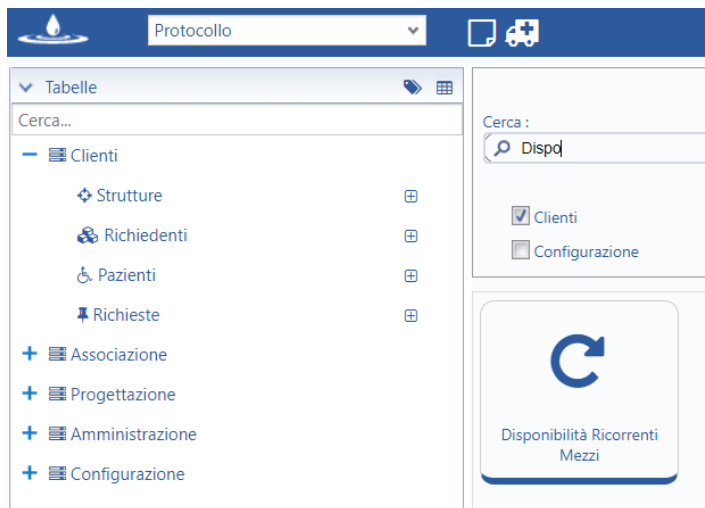 Protocollo
Tabelle
Cerca...
Clienti
Strutture
Richiedenti
Pazienti
Richieste
Associazione
Progettazione
Amministrazione
Configurazione
Cerca :
Dispo
Clienti
Configurazione
Disponibilità Ricorrenti
Mezzi